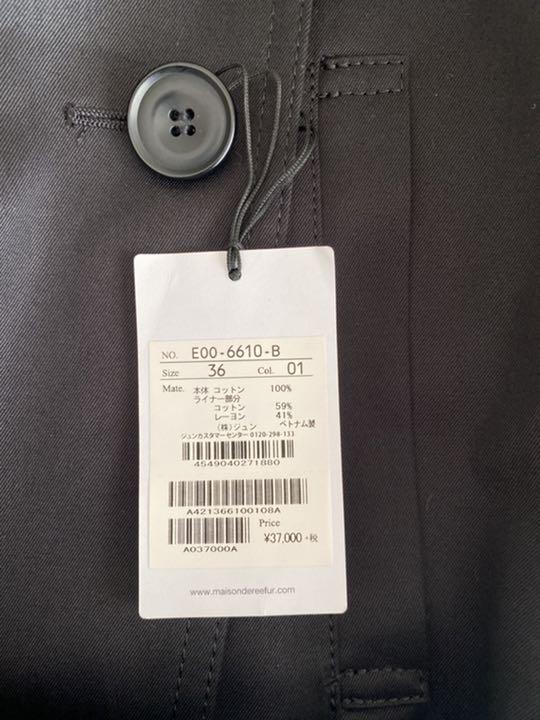 NO. E00-6610-B
Size 36 Col. 01
Mate. 本体 コットン 100%
ライナー部分
コットン 59%
レーヨン 41%
(株)ジュン ベトナム製
ジュンカスタマーセンター 0120-298-133
4549040271880
A421366100108A
Price
¥37,000 +税
A037000A
www.maisondereefur.com